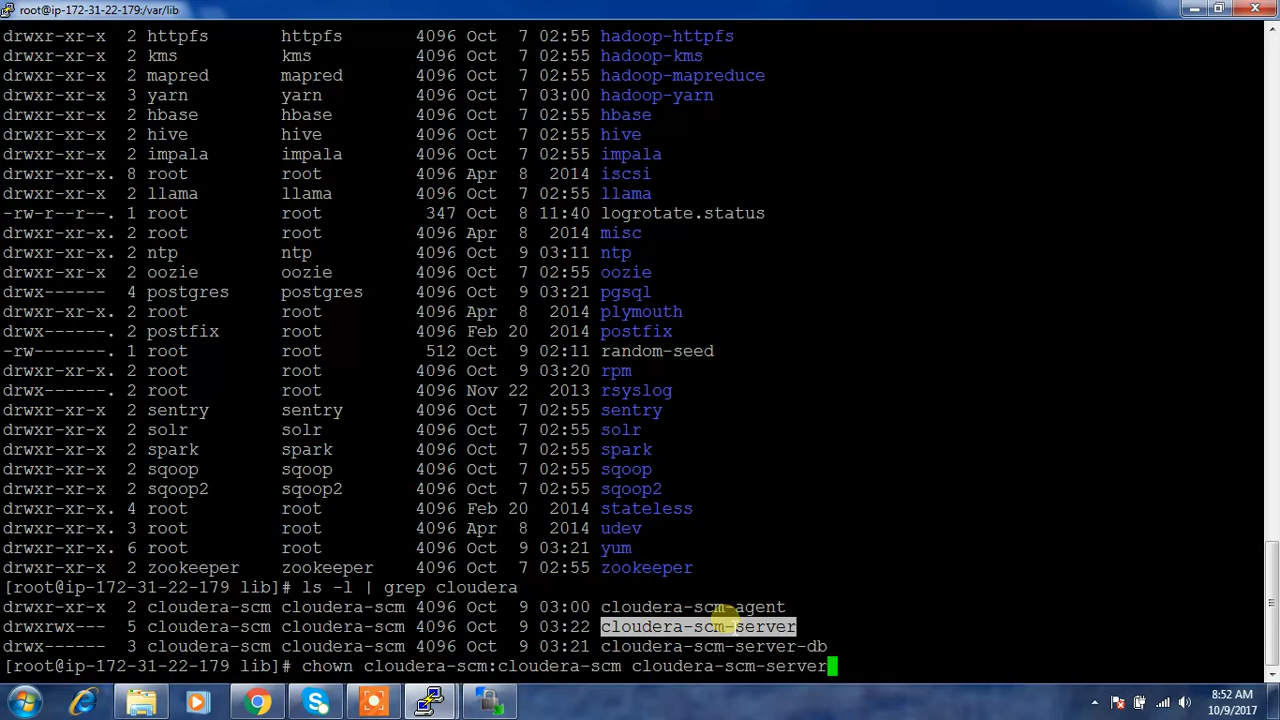 root@ip-172-31-22-179:/var/lib
drwxr-xr-x 2 httpfs httpfs 4096 Oct 7 02:55 hadoop-httpfs
drwxr-xr-x 2 kms kms 4096 Oct 7 02:55 hadoop-kms
drwxr-xr-x 2 mapred mapred 4096 Oct 7 02:55 hadoop-mapreduce
drwxr-xr-x 3 yarn yarn 4096 Oct 7 03:00 hadoop-yarn
drwxr-xr-x 2 hbase hbase 4096 Oct 7 02:55 hbase
drwxr-xr-x 2 hive hive 4096 Oct 7 02:55 hive
drwxr-xr-x 2 impala impala 4096 Oct 7 02:55 impala
drwxr-xr-x. 8 root root 4096 Apr 8 2014 iscsi
drwxr-xr-x 2 llama llama 4096 Oct 7 02:55 llama
-rw-r--r--. 1 root root 347 Oct 8 11:40 logrotate.status
drwxr-xr-x. 2 root root 4096 Apr 8 2014 misc
drwxr-xr-x. 2 ntp ntp 4096 Oct 9 03:11 ntp
drwxr-xr-x 2 oozie oozie 4096 Oct 7 02:55 oozie
drwx------ 4 postgres postgres 4096 Oct 9 03:21 pgsql
drwxr-xr-x. 2 root root 4096 Apr 8 2014 plymouth
drwx------. 2 postfix root 4096 Feb 20 2014 postfix
-rw-------. 1 root root 512 Oct 9 02:11 random-seed
drwxr-xr-x. 2 root root 4096 Oct 9 03:20 rpm
drwx------. 2 root root 4096 Nov 22 2013 rsyslog
drwxr-xr-x 2 sentry sentry 4096 Oct 7 02:55 sentry
drwxr-xr-x 2 solr solr 4096 Oct 7 02:55 solr
drwxr-xr-x 2 spark spark 4096 Oct 7 02:55 spark
drwxr-xr-x 2 sqoop sqoop 4096 Oct 7 02:55 sqoop
drwxr-xr-x 2 sqoop2 sqoop2 4096 Oct 7 02:55 sqoop2
drwxr-xr-x. 4 root root 4096 Feb 20 2014 stateless
drwxr-xr-x. 3 root root 4096 Apr 8 2014 udev
drwxr-xr-x. 6 root root 4096 Oct 9 03:21 yum
drwxr-xr-x 2 zookeeper zookeeper 4096 Oct 7 02:55 zookeeper
[root@ip-172-31-22-179 lib]# ls -l | grep cloudera
drwxr-xr-x 2 cloudera-scm cloudera-scm 4096 Oct 9 03:00 cloudera-scm-agent
drwxrwx--- 5 cloudera-scm cloudera-scm 4096 Oct 9 03:22 cloudera-scm-server
drwx------ 3 cloudera-scm cloudera-scm 4096 Oct 9 03:21 cloudera-scm-server-db
[root@ip-172-31-22-179 lib]# chown cloudera-scm:cloudera-scm cloudera-scm-server
8:52 AM
10/9/2017